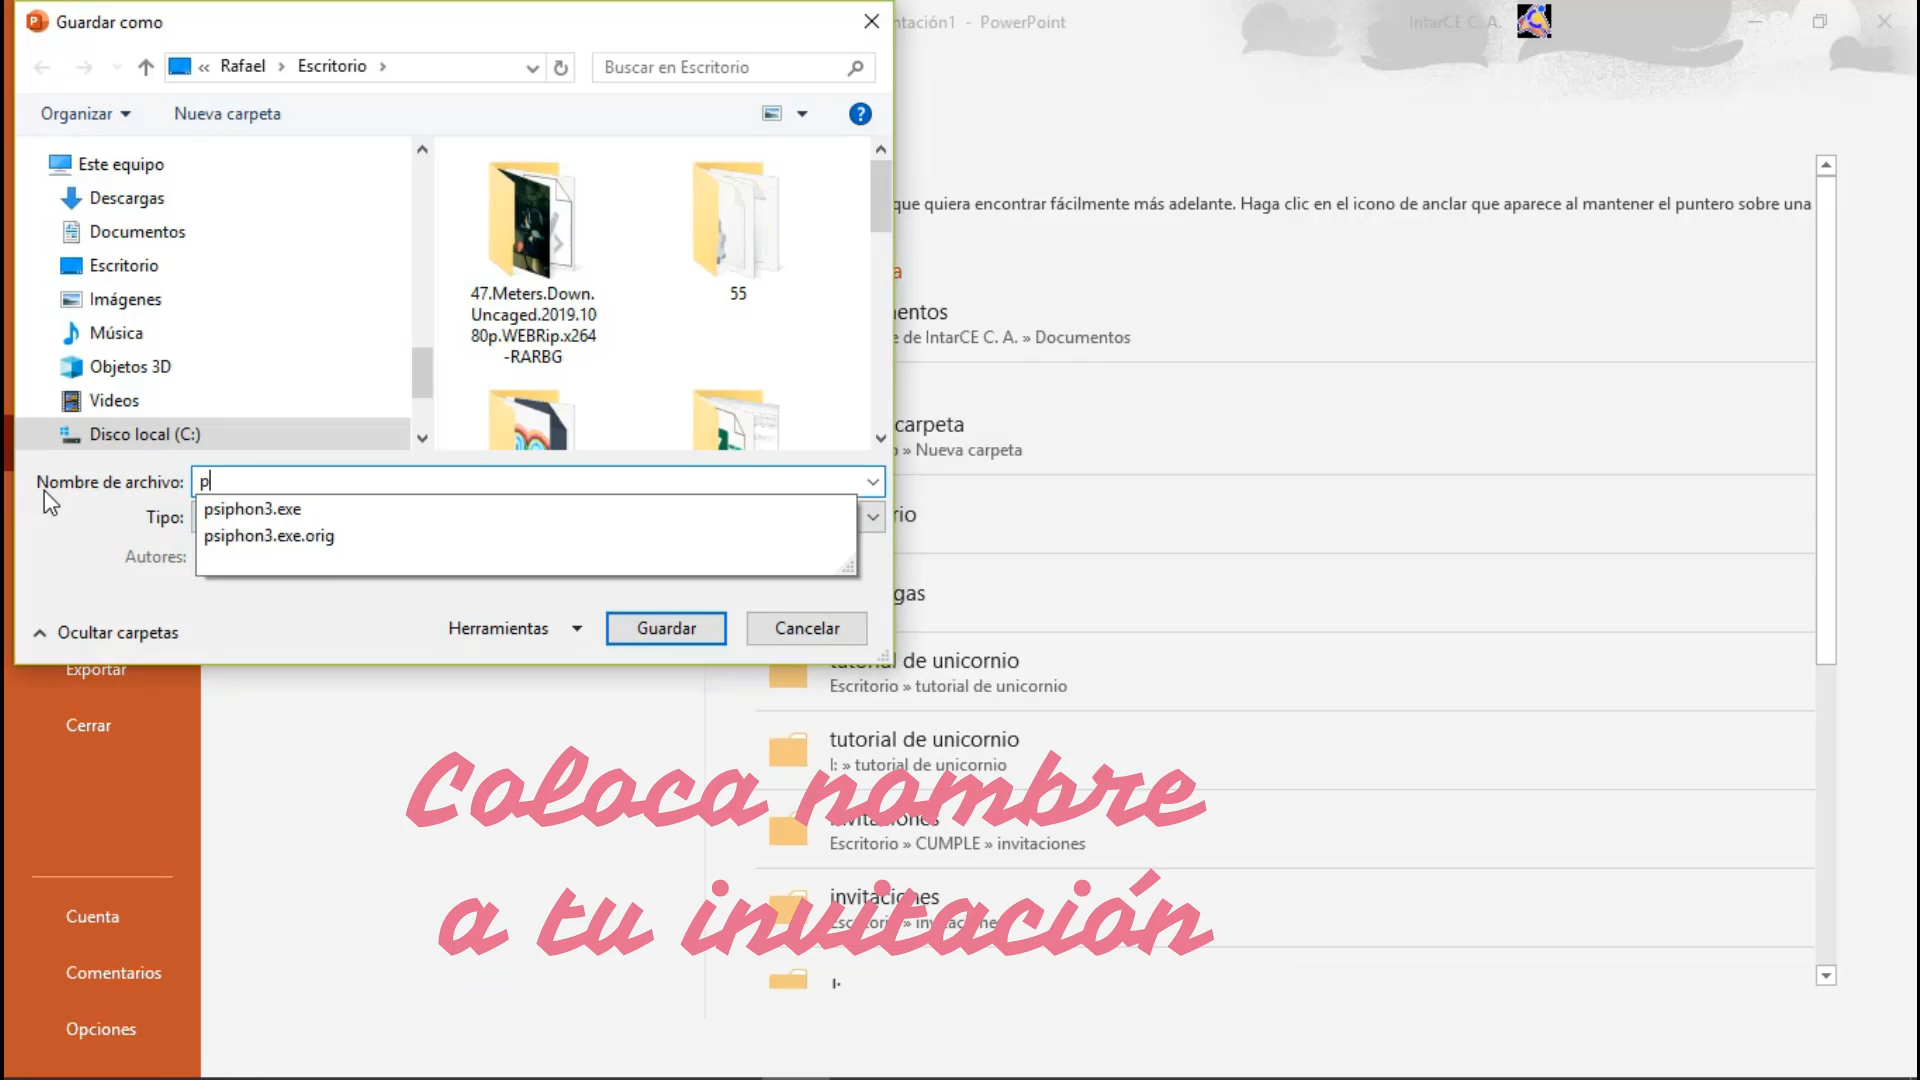 Guardar como
ntación1 - PowerPoint
IntarCE C. A.
« Rafael > Escritorio >
Buscar en Escritorio
Organizar
Nueva carpeta
Este equipo
Descargas
Documentos
Escritorio
Imágenes
Música
Objetos 3D
Videos
Disco local (C:)
47.Meters.Down.
Uncaged.2019.10
80p.WEBRip.x264
-RARBG
55
que quiera encontrar fácilmente más adelante. Haga clic en el icono de anclar que aparece al mantener el puntero sobre una
a
entos
e de IntarCE C. A. » Documentos
carpeta
» Nueva carpeta
rio
gas
Nombre de archivo: p
psiphon3.exe
psiphon3.exe.orig
Tipo:
Autores:
Ocultar carpetas
Herramientas
Guardar
Cancelar
Exportar
Cerrar
Cuenta
Comentarios
Opciones
tutorial de unicornio
Escritorio » tutorial de unicornio
tutorial de unicornio
I: » tutorial de unicornio
invitaciones
Escritorio » CUMPLE » invitaciones
invitaciones
Escritorio » invitaciones
Coloca nombre
a tu invitación